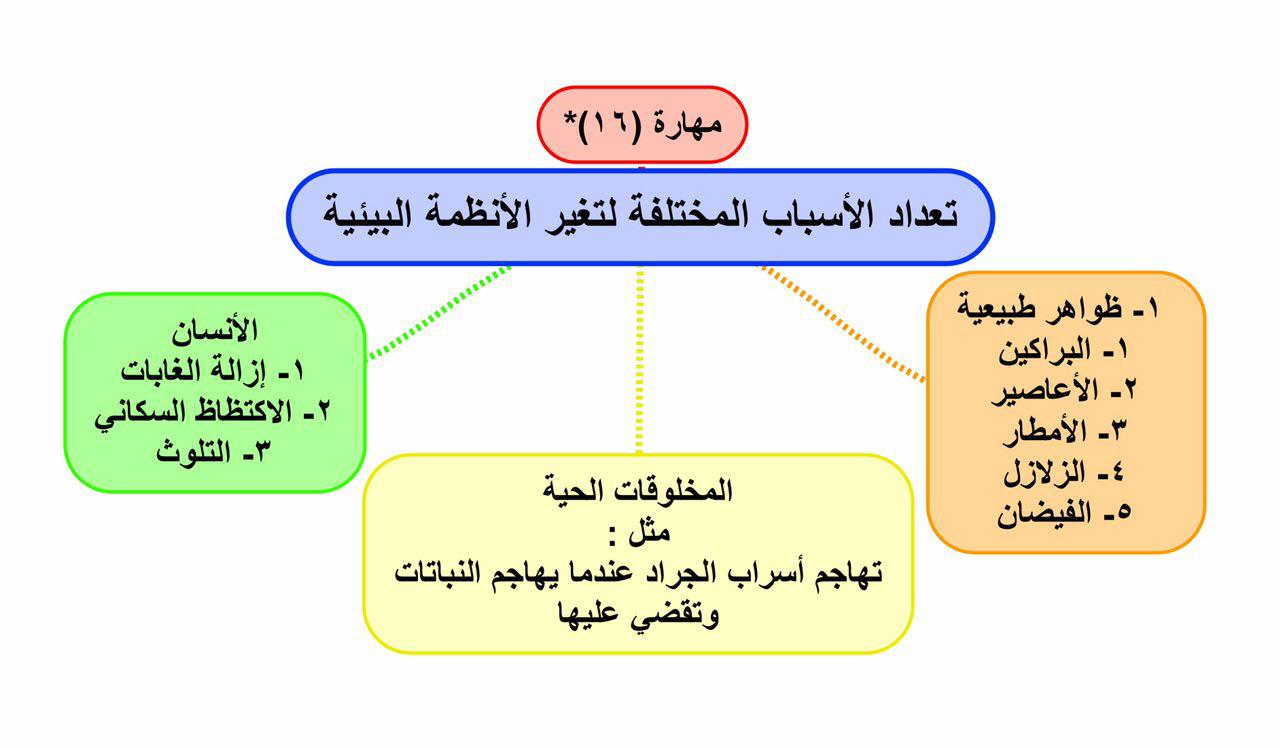 مهارة (١٦)*
تعداد الأسباب المختلفة لتغير الأنظمة البيئية
١- ظواهر طبيعية
١- البراكين
٢- الأعاصير
٣- الأمطار
٤- الزلازل
٥- الفيضان
المخلوقات الحية
مثل :
تهاجم أسراب الجراد عندما يهاجم النباتات
وتقضي عليها
الأنسان
١- إزالة الغابات
٢- الاكتظاظ السكاني
٣- التلوث